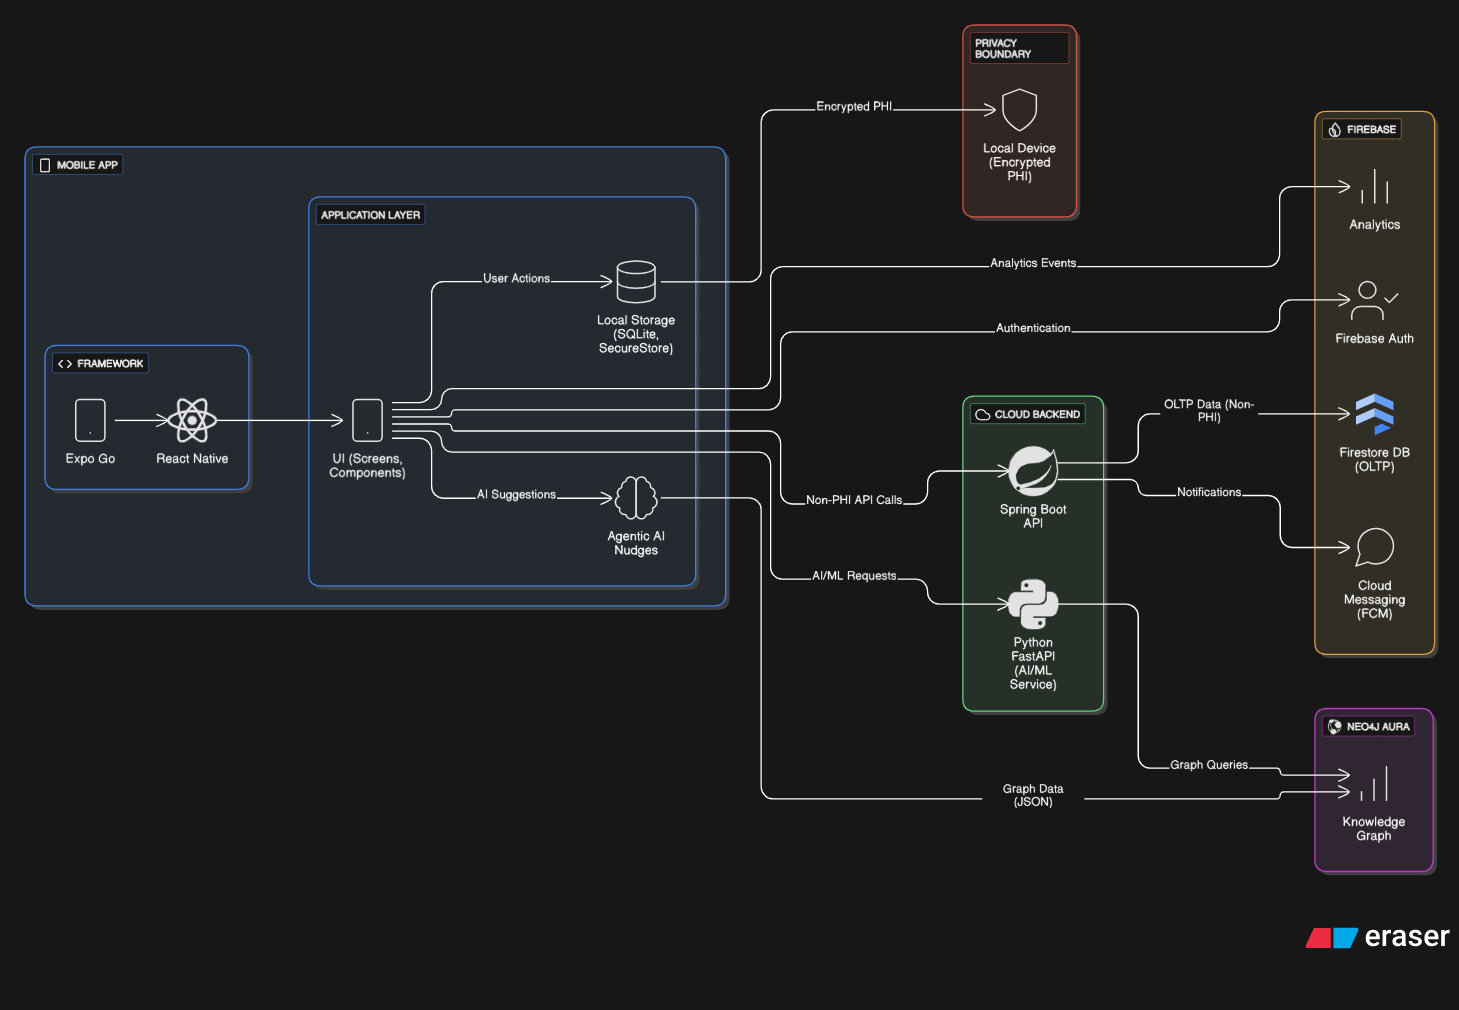 PRIVACY
BOUNDARY
Local Device
(Encrypted
PHI)
Encrypted PHI
FIREBASE
Analytics
Firebase Auth
Firestore DB
(OLTP)
Cloud
Messaging
(FCM)
MOBILE APP
APPLICATION LAYER
User Actions
Local Storage
(SQLite,
SecureStore)
FRAMEWORK
Expo Go
React Native
UI (Screens,
Components)
AI Suggestions
Agentic AI
Nudges
Analytics Events
Authentication
CLOUD BACKEND
Spring Boot
API
Python
FastAPI
(AI/ML
Service)
Non-PHI API Calls
AI/ML Requests
OLTP Data (Non-
PHI)
Notifications
Graph Queries
Graph Data
(JSON)
NEO4J AURA
Knowledge
Graph
eraser